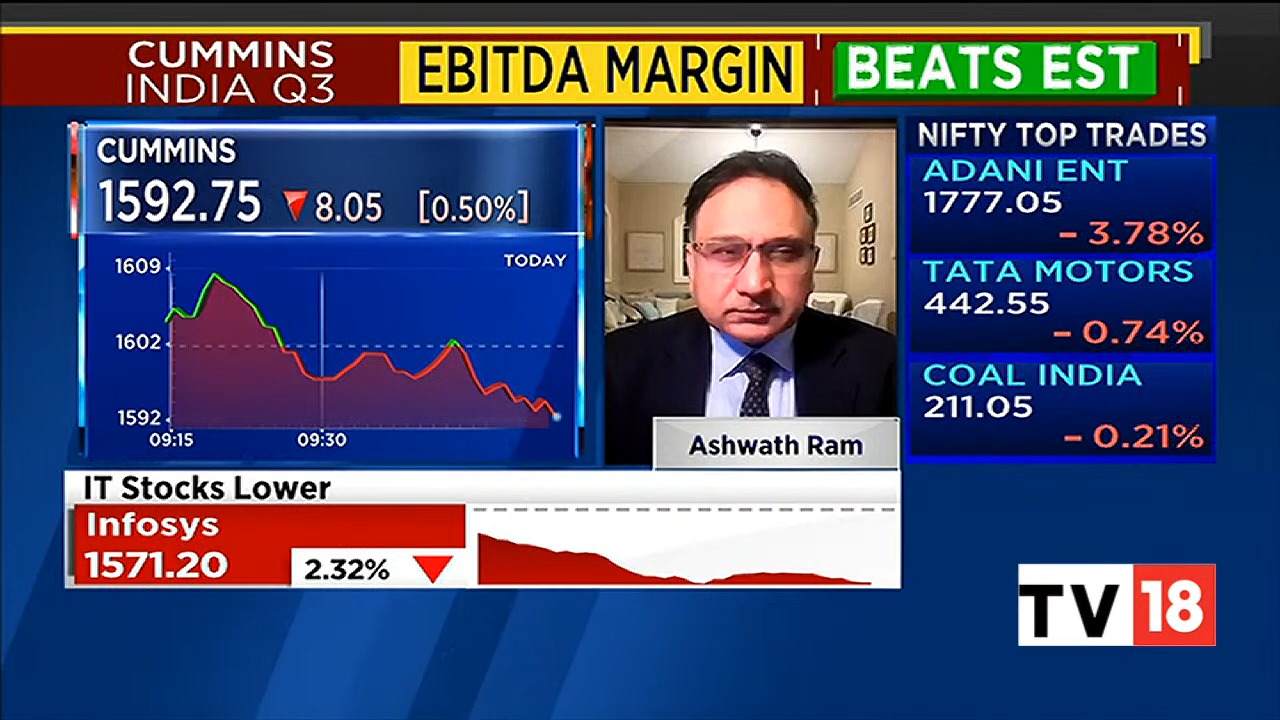 CUMMINS
INDIA Q3
EBITDA MARGIN
BEATS EST
CUMMINS
1592.75 ▼ 8.05 [0.50%]
TODAY
1609
1602
1592
09:15 09:30
Ashwath Ram
NIFTY TOP TRADES
ADANI ENT
1777.05
- 3.78%
TATA MOTORS
442.55
- 0.74%
COAL INDIA
211.05
- 0.21%
IT Stocks Lower
Infosys
1571.20 2.32% ▼
TV 18